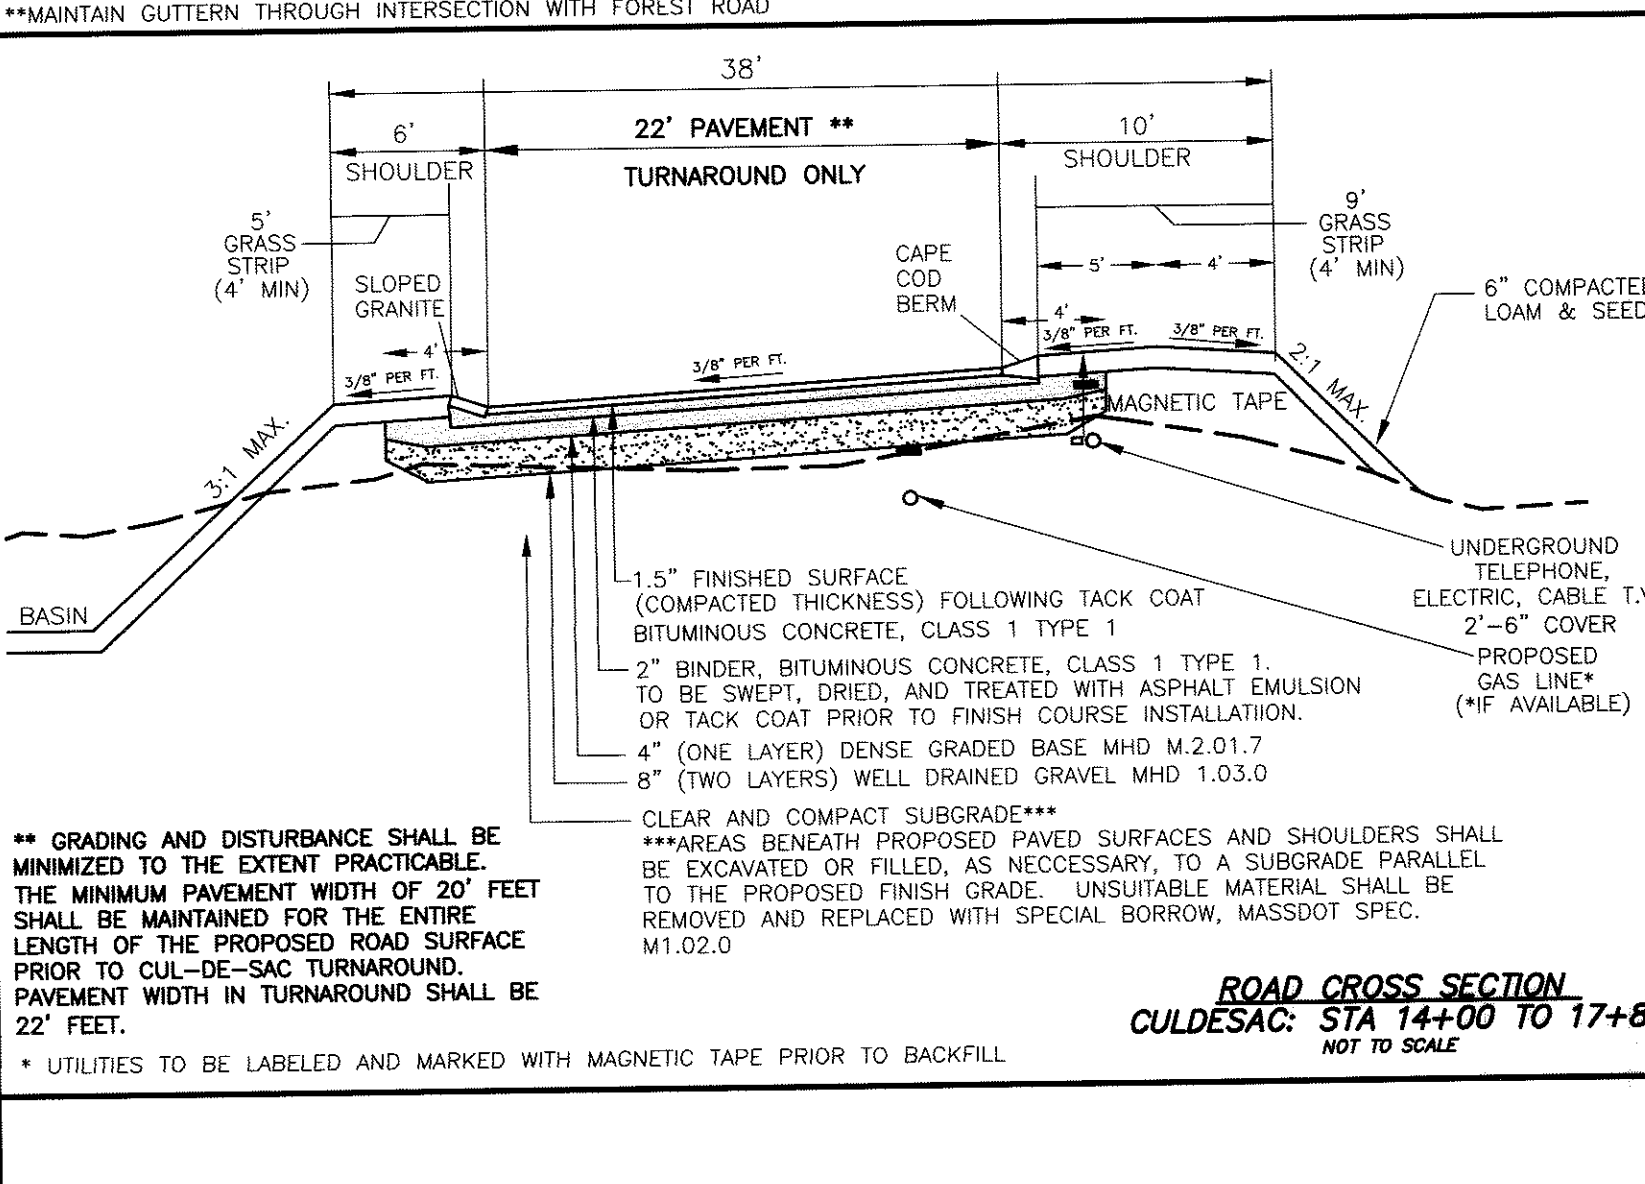 **MAINTAIN GUTTERN THROUGH INTERSECTION WITH FOREST ROAD
38'
6'
SHOULDER
22' PAVEMENT **
TURNAROUND ONLY
10'
SHOULDER
5'
GRASS
STRIP
(4' MIN)
SLOPED
GRANITE
CAPE
COD
BERM
9'
GRASS
STRIP
(4' MIN)
5'
4'
6" COMPACTE
LOAM & SEED
4'
3/8" PER FT.
3/8" PER FT.
4'
3/8" PER FT.
3/8" PER FT.
2:1 MAX.
MAGNETIC TAPE
3:1 MAX.
BASIN
UNDERGROUND
TELEPHONE,
ELECTRIC, CABLE T.V
2'-6" COVER
PROPOSED
GAS LINE*
(*IF AVAILABLE)
1.5" FINISHED SURFACE
(COMPACTED THICKNESS) FOLLOWING TACK COAT
BITUMINOUS CONCRETE, CLASS 1 TYPE 1
2" BINDER, BITUMINOUS CONCRETE, CLASS 1 TYPE 1.
TO BE SWEPT, DRIED, AND TREATED WITH ASPHALT EMULSION
OR TACK COAT PRIOR TO FINISH COURSE INSTALLATIION.
4" (ONE LAYER) DENSE GRADED BASE MHD M.2.01.7
8" (TWO LAYERS) WELL DRAINED GRAVEL MHD 1.03.0
CLEAR AND COMPACT SUBGRADE***
***AREAS BENEATH PROPOSED PAVED SURFACES AND SHOULDERS SHALL
BE EXCAVATED OR FILLED, AS NECCESSARY, TO A SUBGRADE PARALLEL
TO THE PROPOSED FINISH GRADE. UNSUITABLE MATERIAL SHALL BE
REMOVED AND REPLACED WITH SPECIAL BORROW, MASSDOT SPEC.
M1.02.0
** GRADING AND DISTURBANCE SHALL BE
MINIMIZED TO THE EXTENT PRACTICABLE.
THE MINIMUM PAVEMENT WIDTH OF 20' FEET
SHALL BE MAINTAINED FOR THE ENTIRE
LENGTH OF THE PROPOSED ROAD SURFACE
PRIOR TO CUL-DE-SAC TURNAROUND.
PAVEMENT WIDTH IN TURNAROUND SHALL BE
22' FEET.
* UTILITIES TO BE LABELED AND MARKED WITH MAGNETIC TAPE PRIOR TO BACKFILL
ROAD CROSS SECTION
CULDESAC: STA 14+00 TO 17+8
NOT TO SCALE